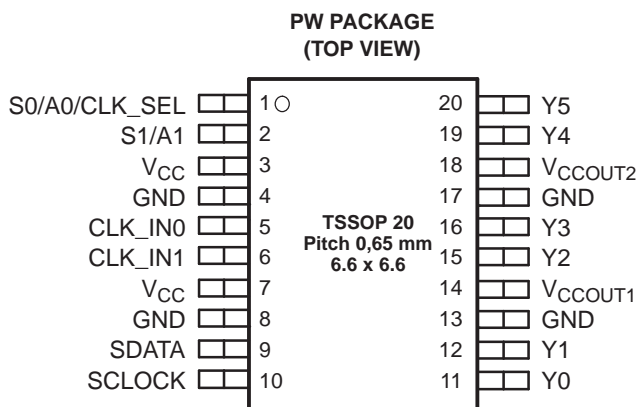 PW PACKAGE
(TOP VIEW)
S0/A0/CLK_SEL 1 20 Y5
S1/A1 2 19 Y4
VCC 3 18 VCCOUT2
GND 4 17 GND
CLK_IN0 5 TSSOP 20 16 Y3
Pitch 0,65 mm
CLK_IN1 6 6.6 x 6.6 15 Y2
VCC 7 14 VCCOUT1
GND 8 13 GND
SDATA 9 12 Y1
SCLOCK 10 11 Y0